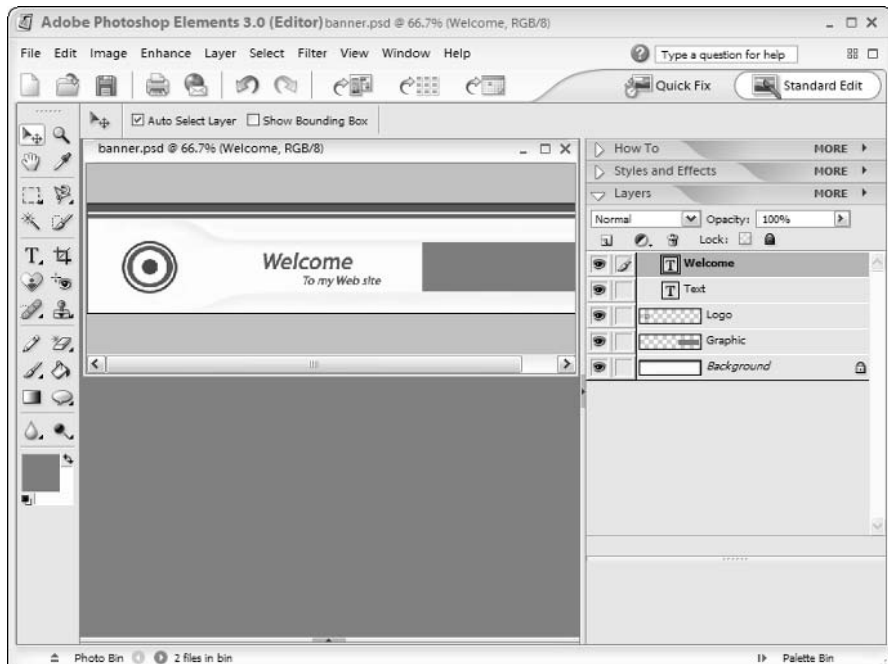 Adobe Photoshop Elements 3.0 (Editor) banner.psd @ 66.7% (Welcome, RGB/8)
File Edit Image Enhance Layer Select Filter View Window Help
Type a question for help
Quick Fix
Standard Edit
Auto Select Layer
Show Bounding Box
banner.psd @ 66.7% (Welcome, RGB/8)
Welcome
To my Web site
How To MORE
Styles and Effects MORE
Layers MORE
Normal Opacity: 100%
Lock:
T Welcome
T Text
Logo
Graphic
Background
Photo Bin 2 files in bin
Palette Bin